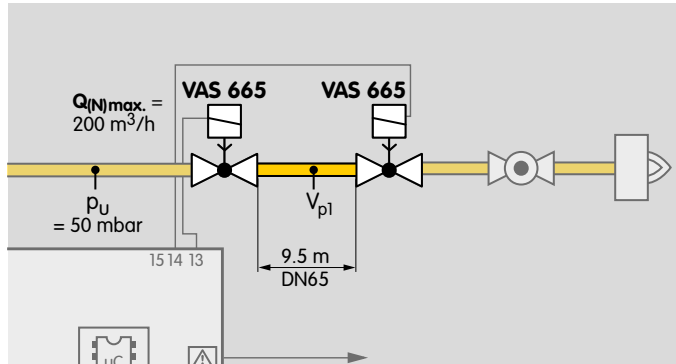 VAS 665
VAS 665
Q(N)max. =
200 m³/h
pu
= 50 mbar
Vp1
15 14 13
9.5 m
DN65
µC